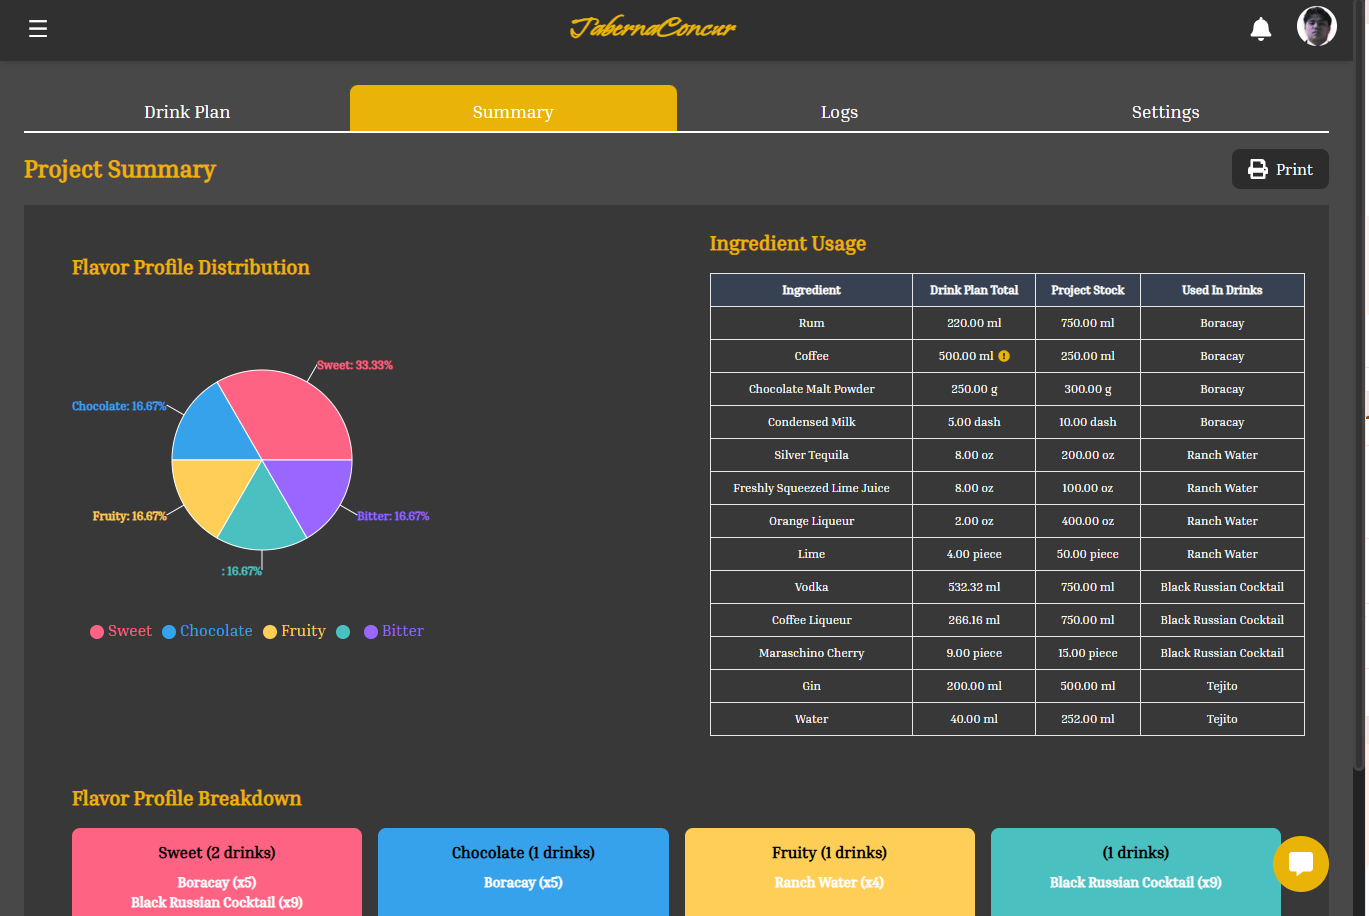 TabernaConcur
Drink Plan
Summary
Logs
Settings
Project Summary
Print
Flavor Profile Distribution
Sweet: 33.33%
Chocolate: 16.67%
Fruity: 16.67%
Bitter: 16.67%
: 16.67%
Sweet Chocolate Fruity Bitter
Ingredient Usage
Ingredient Drink Plan Total Project Stock Used In Drinks
Rum 220.00 ml 750.00 ml Boracay
Coffee 500.00 ml ! 250.00 ml Boracay
Chocolate Malt Powder 250.00 g 300.00 g Boracay
Condensed Milk 5.00 dash 10.00 dash Boracay
Silver Tequila 8.00 oz 200.00 oz Ranch Water
Freshly Squeezed Lime Juice 8.00 oz 100.00 oz Ranch Water
Orange Liqueur 2.00 oz 400.00 oz Ranch Water
Lime 4.00 piece 50.00 piece Ranch Water
Vodka 532.32 ml 750.00 ml Black Russian Cocktail
Coffee Liqueur 266.16 ml 750.00 ml Black Russian Cocktail
Maraschino Cherry 9.00 piece 15.00 piece Black Russian Cocktail
Gin 200.00 ml 500.00 ml Tejito
Water 40.00 ml 252.00 ml Tejito
Flavor Profile Breakdown
Sweet (2 drinks)
Boracay (x5)
Black Russian Cocktail (x9)
Chocolate (1 drinks)
Boracay (x5)
Fruity (1 drinks)
Ranch Water (x4)
(1 drinks)
Black Russian Cocktail (x9)